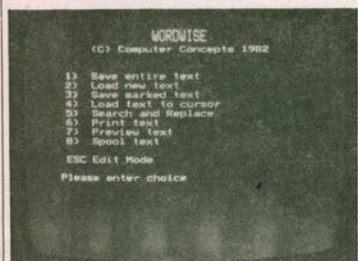 WORDWISE
(C) Computer Concepts 1982
1) Save entire text
2) Load new text
3) Save marked text
4) Load text to cursor
5) Search and Replace
6) Print text
7) Preview text
8) Spool text
ESC Edit Mode
Please enter choice